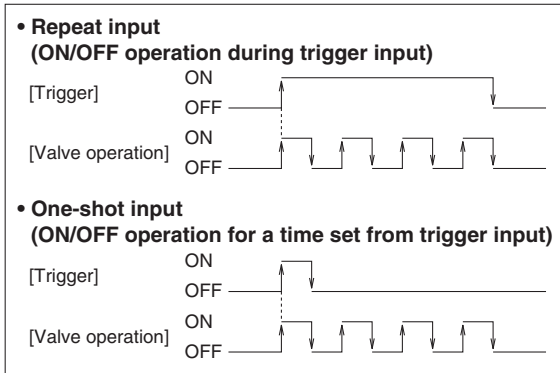 • Repeat input
(ON/OFF operation during trigger input)
[Trigger]
ON
OFF
[Valve operation]
ON
OFF
• One-shot input
(ON/OFF operation for a time set from trigger input)
[Trigger]
ON
OFF
[Valve operation]
ON
OFF